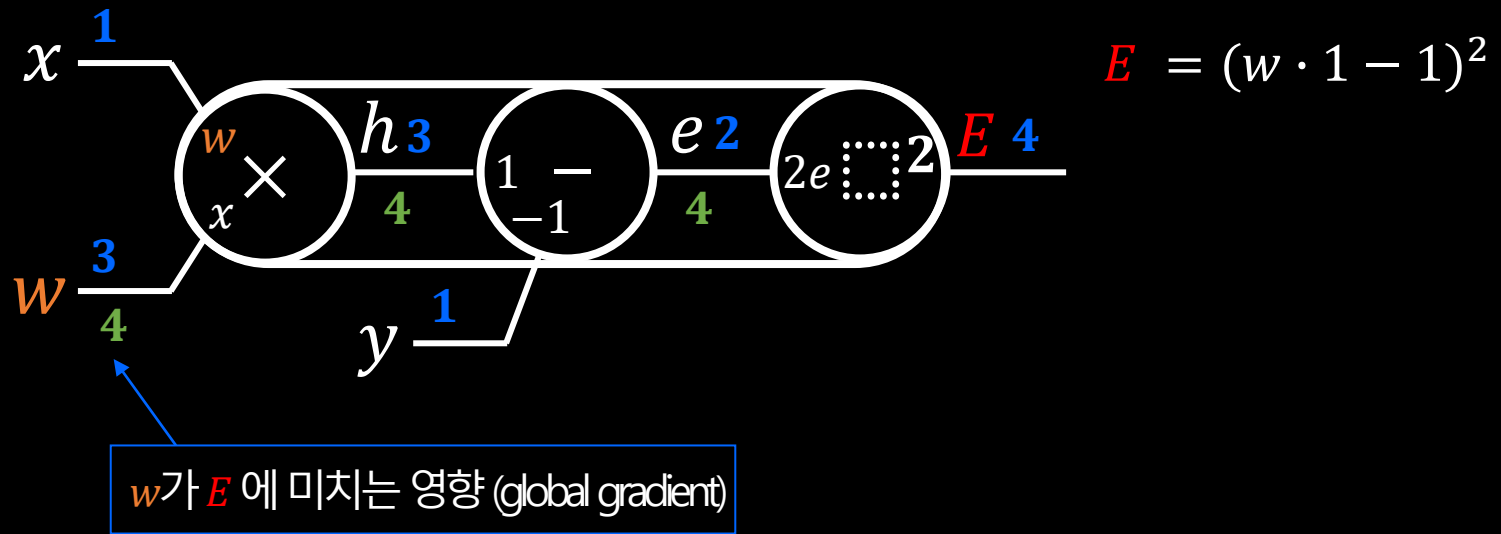 x 1
E = (w · 1 − 1)²
w
×
x
h 3
4
1 −
−1
e 2
4
2e ⬚²
E 4
w 3
4
y 1
w가 E 에 미치는 영향 (global gradient)